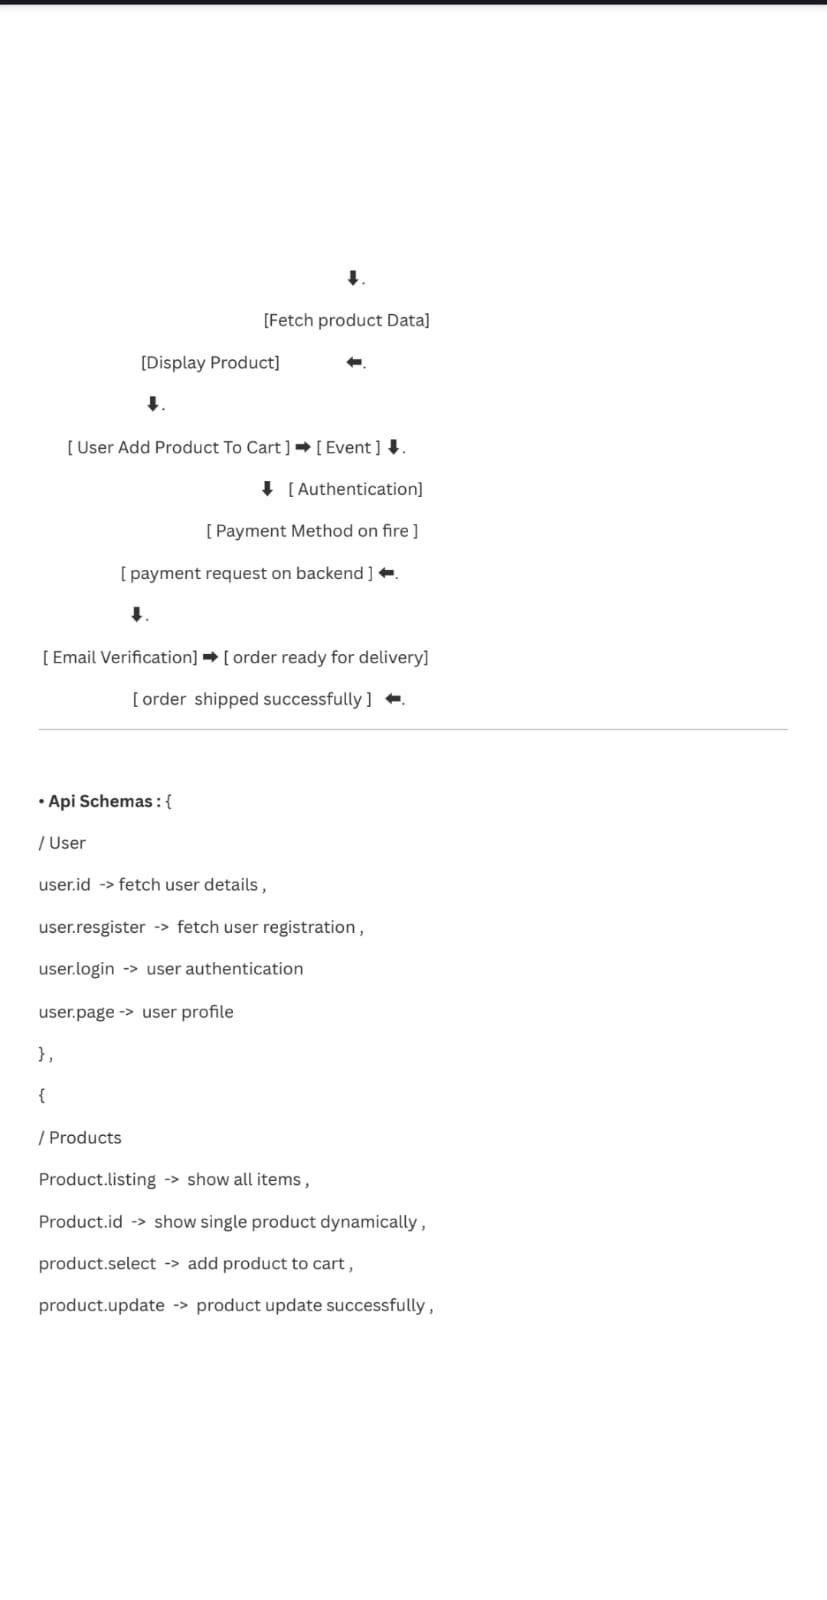 ⬇.
[Fetch product Data]
[Display Product] ⬅.
⬇.
[ User Add Product To Cart ] ➡ [ Event ] ⬇.
⬇ [ Authentication]
[ Payment Method on fire ]
[ payment request on backend ] ⬅.
⬇.
[ Email Verification] ➡ [ order ready for delivery]
[ order shipped successfully ] ⬅.
• Api Schemas : {
/ User
user.id -> fetch user details ,
user.resgister -> fetch user registration ,
user.login -> user authentication
user.page -> user profile
} ,
{
/ Products
Product.listing -> show all items ,
Product.id -> show single product dynamically ,
product.select -> add product to cart ,
product.update -> product update successfully ,